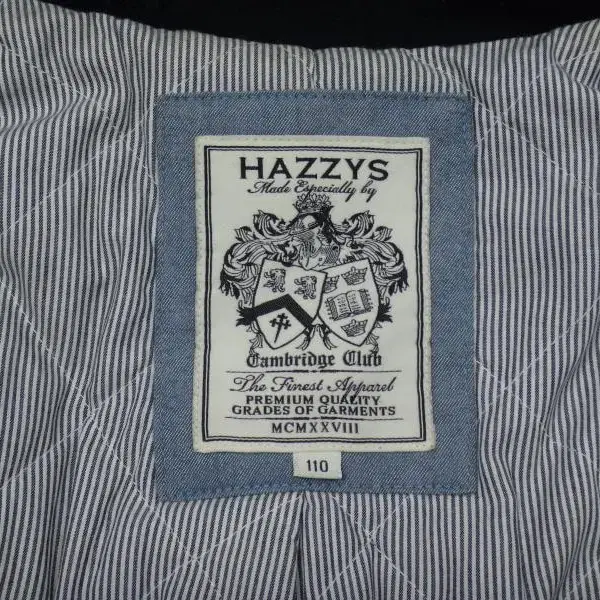 HAZZYS
Made Especially by
Cambridge Club
The Finest Apparel
PREMIUM QUALITY
GRADES OF GARMENTS
MCMXXVIII
110